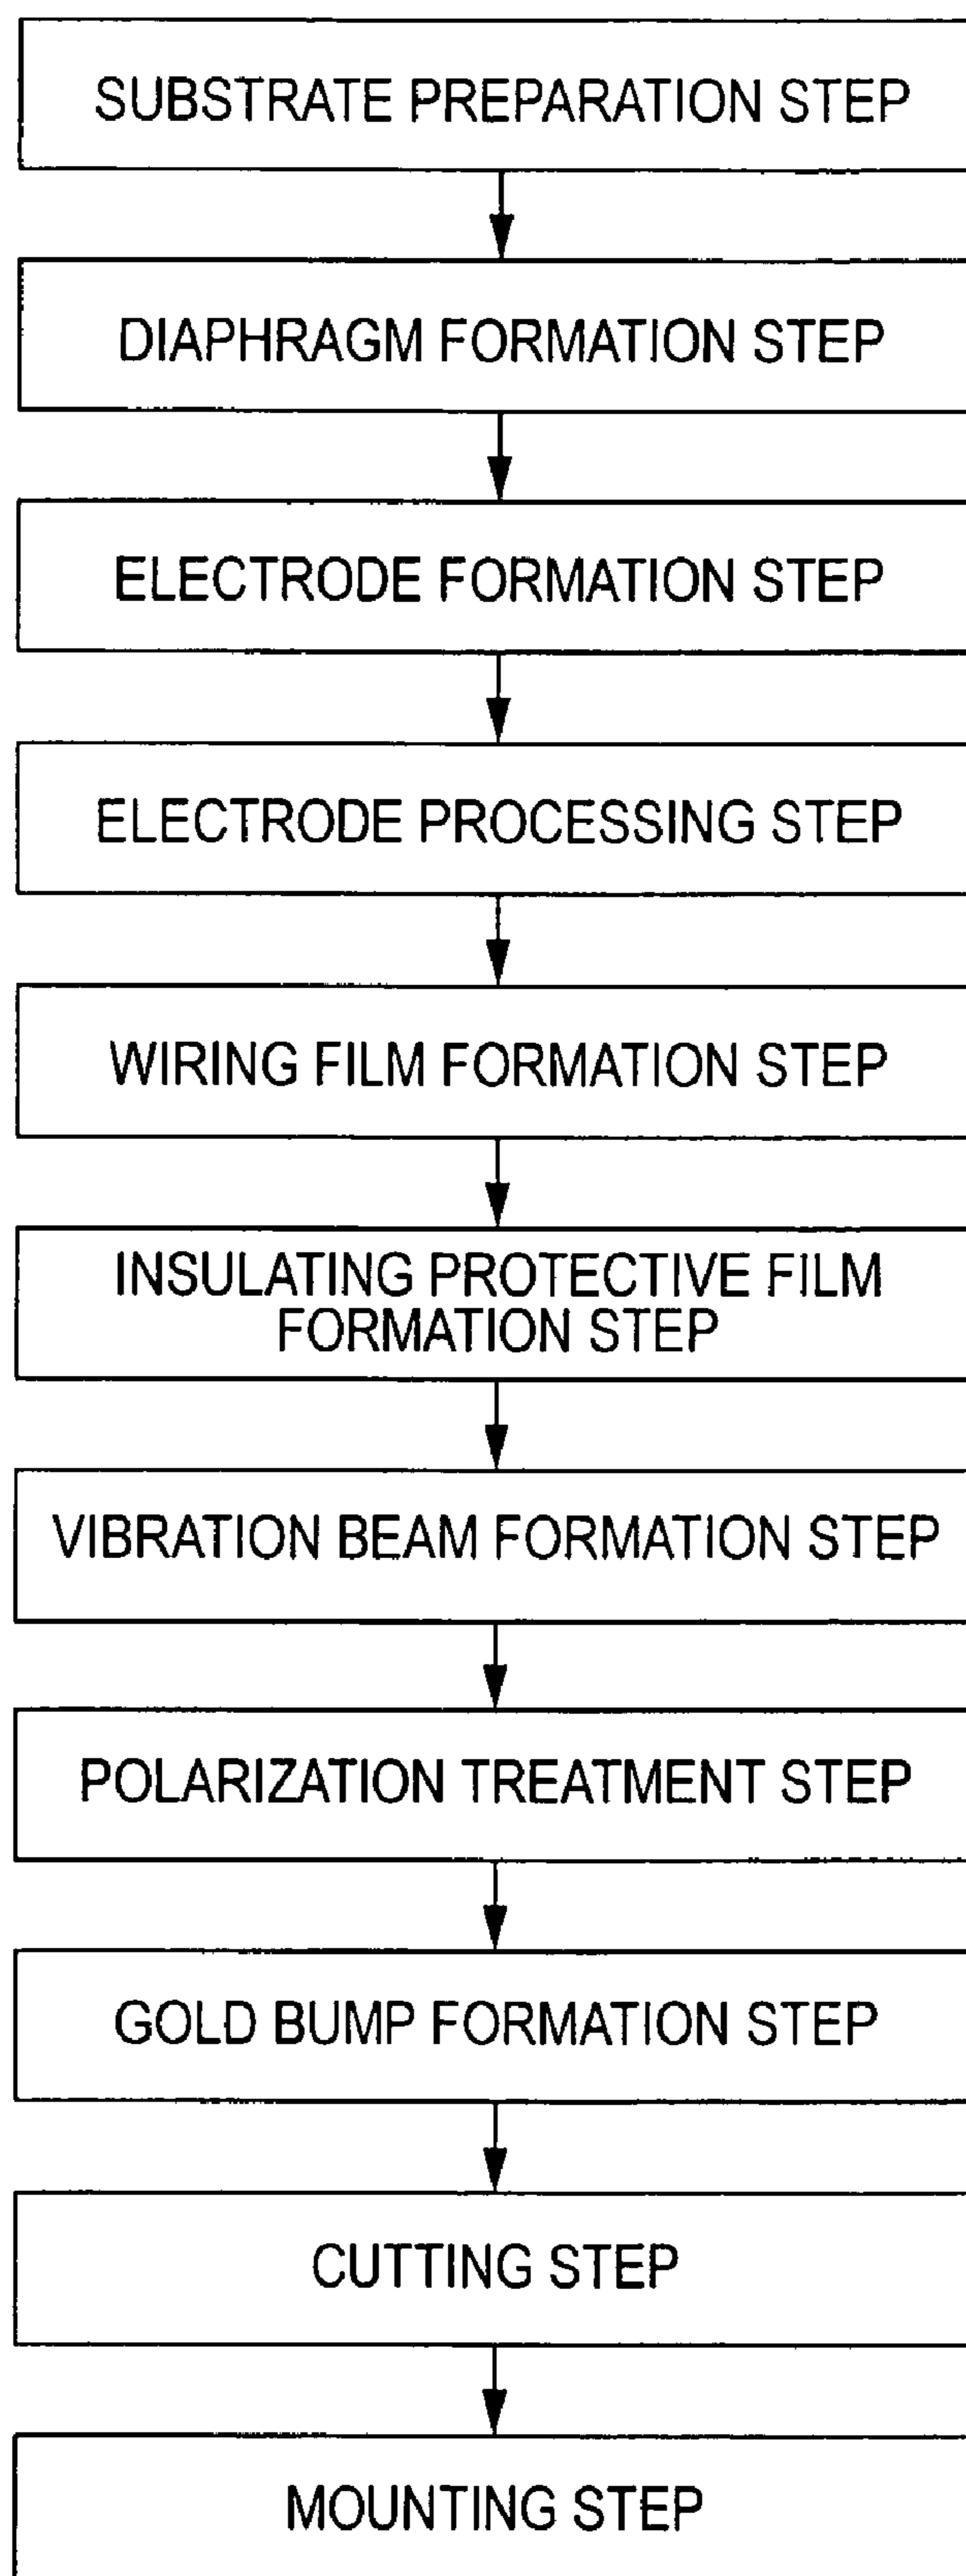 SUBSTRATE PREPARATION STEP
DIAPHRAGM FORMATION STEP
ELECTRODE FORMATION STEP
ELECTRODE PROCESSING STEP
WIRING FILM FORMATION STEP
INSULATING PROTECTIVE FILM
FORMATION STEP
VIBRATION BEAM FORMATION STEP
POLARIZATION TREATMENT STEP
GOLD BUMP FORMATION STEP
CUTTING STEP
MOUNTING STEP